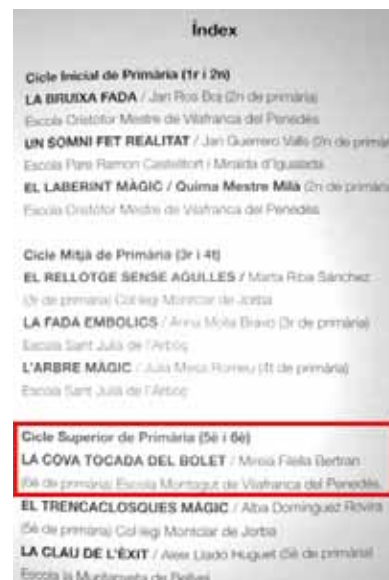 Índex
Cicle Inicial de Primària (1r i 2n)
LA BRUIXA FADA / Jan Ros Boj (2n de primària)
Escola Cristòfor Mestre de Vilafranca del Penedès
UN SOMNI FET REALITAT / Jan Guerrero Valls (2n de primària
Escola Pare Ramon Castelltort i Miralda d'Igualada
EL LABERINT MÀGIC / Quima Mestre Milà (2n de primària
Escola Cristòfor Mestre de Vilafranca del Penedès
Cicle Mitjà de Primària (3r i 4t)
EL RELLOTGE SENSE AGULLES / Marta Riba Sánchez
(3r de primària) Col·legi Montclar de Jorba
LA FADA EMBOLICS / Anna Bravo (3r de primària)
Escola Sant Julià de l'Arboç
L'ARBRE MÀGIC / Júlia Mesa Romeu (4t de primària)
Escola Sant Julià de l'Arboç
Cicle Superior de Primària (5è i 6è)
LA COVA TOCADA DEL BOLET / Mireia Filella Bertran
(6è de primària) Escola Montagut de Vilafranca del Penedès.
EL TRENCACLOSQUES MÀGIC / Alba Domínguez Rovira
(5è de primària) Col·legi Montclar de Jorba
LA CLAU DE L'ÈXIT / Aleix Lladó Huguet (5è de primària)
Escola la Muntanyeta de Bellvei